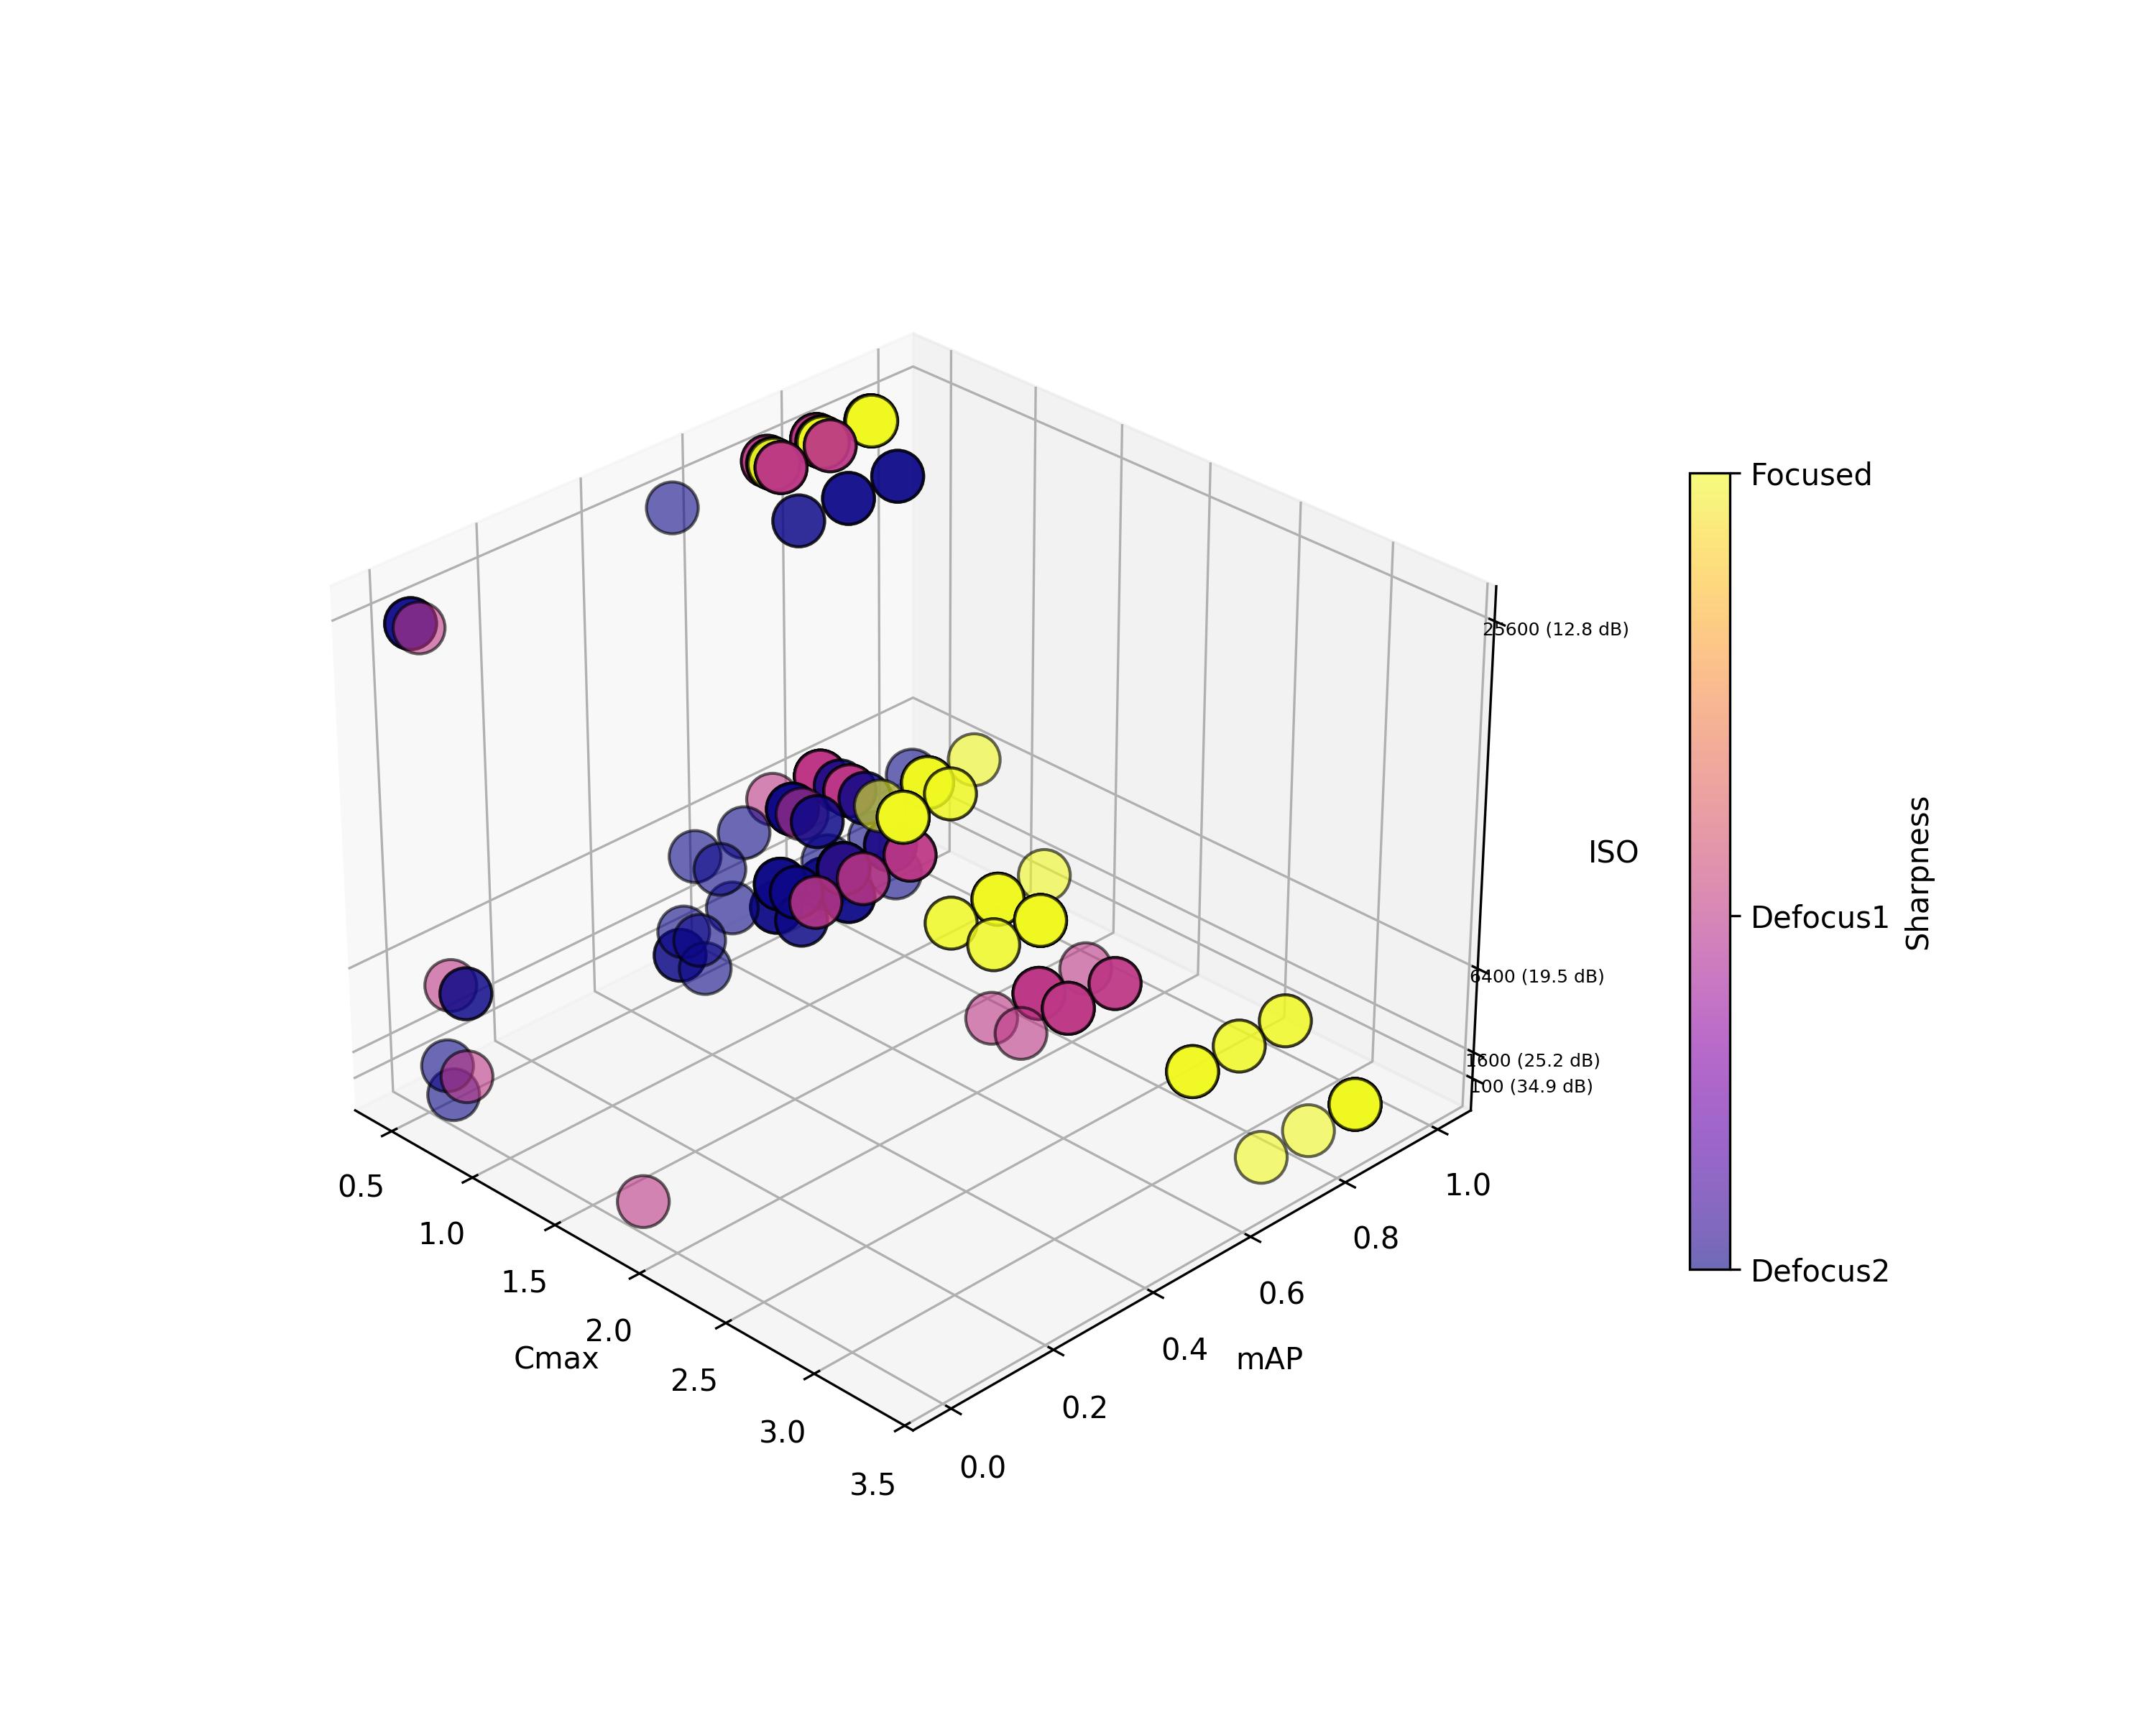 Focused
25600 (12.8 dB)
ISO
Sharpness
Defocus1
6400 (19.5 dB)
1600 (25.2 dB)
100 (34.9 dB)
0.5
1.0
1.0
1.5
0.8
Defocus2
2.0
0.6
Cmax
0.4
mAP
2.5
0.2
3.0
0.0
3.5